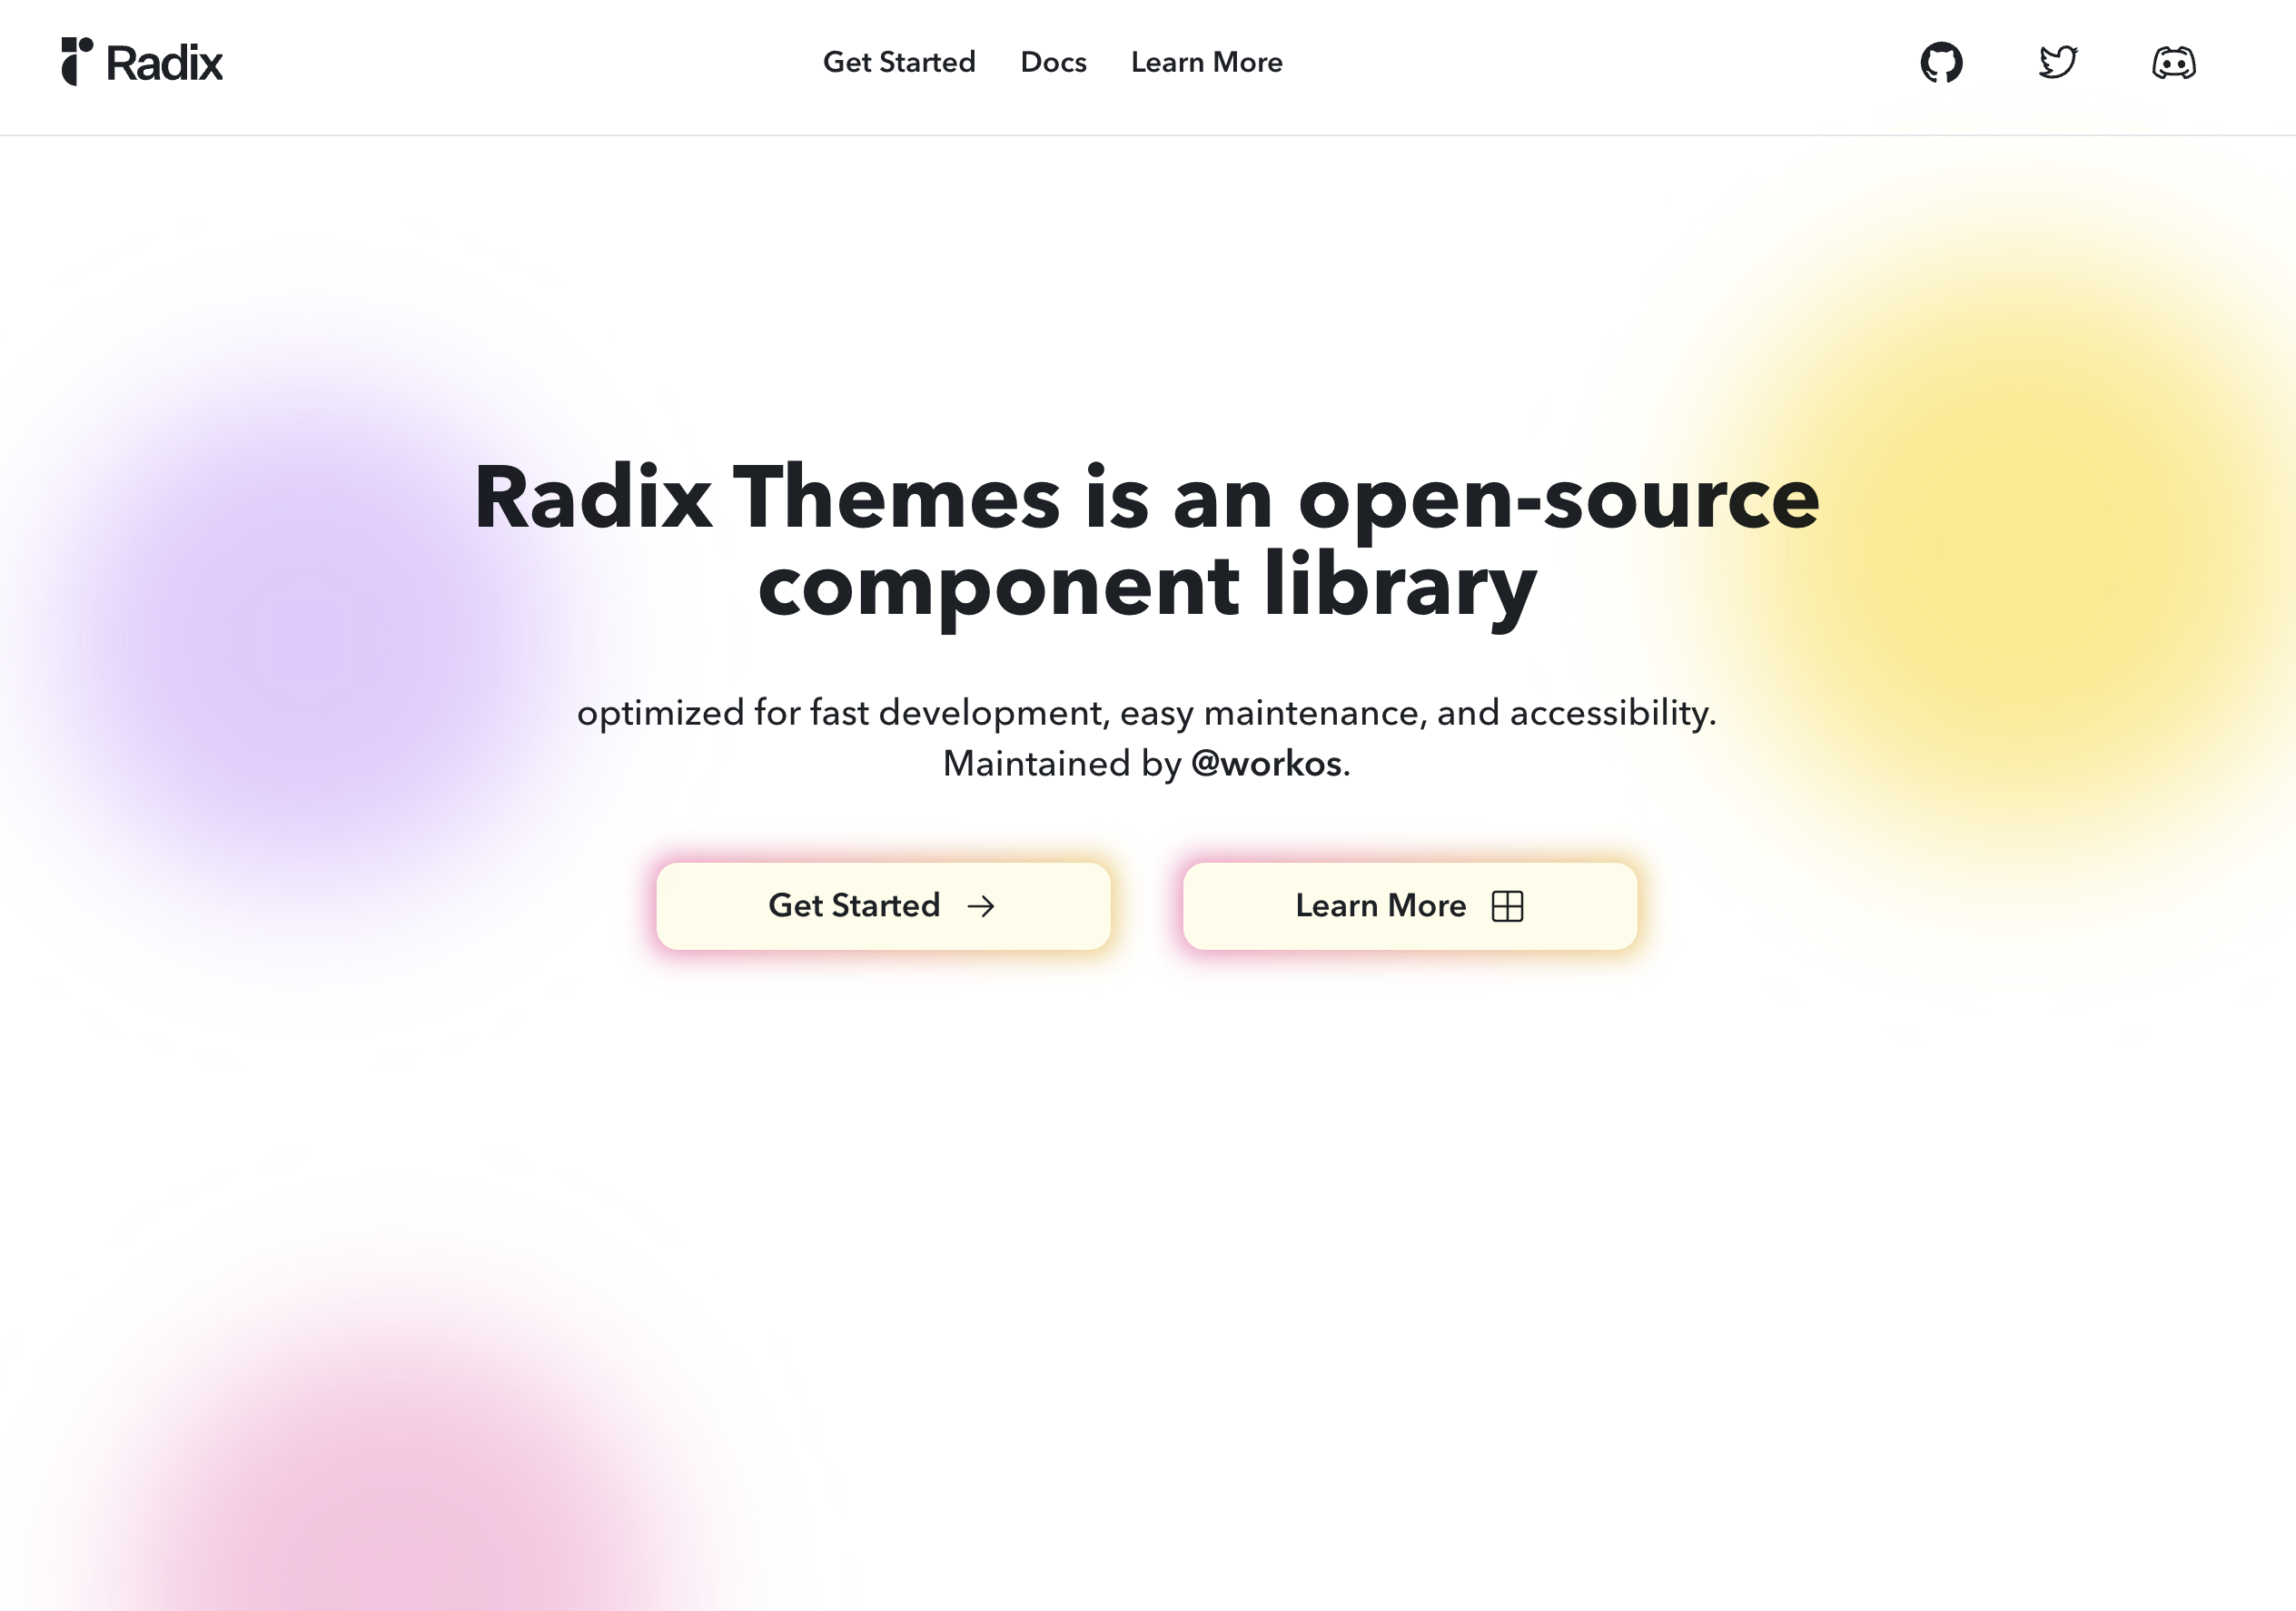 Radix
Get Started
Docs
Learn More
Radix Themes is an open-source
component library
optimized for fast development, easy maintenance, and accessibility.
Maintained by @workos.
Get Started
Learn More